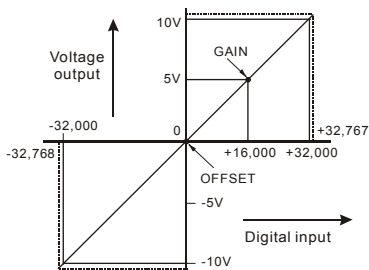 10V
Voltage
output
GAIN
5V
-32,000
0
+32,767
-32,768
+16,000 +32,000
OFFSET
-5V
Digital input
-10V